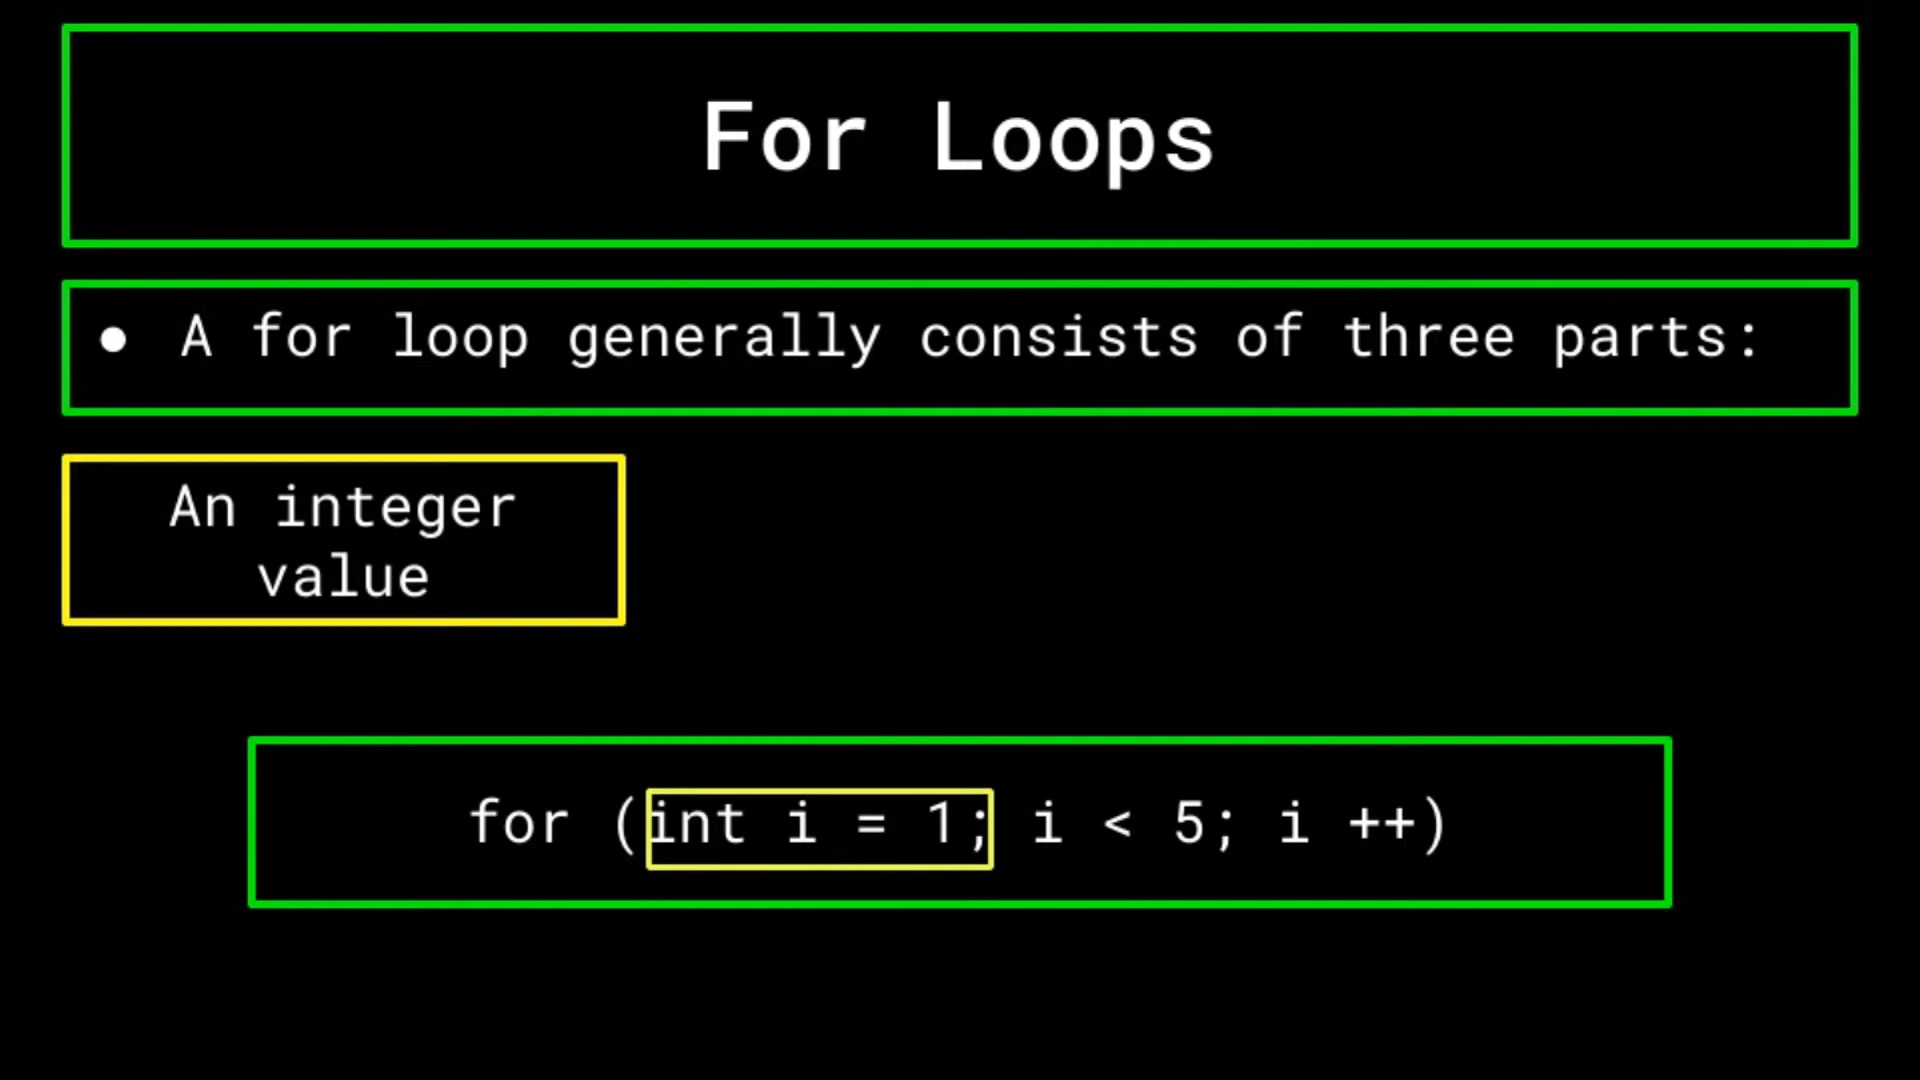 For Loops
● A for loop generally consists of three parts:
An integer
value
for (int i = 1; i < 5; i ++)